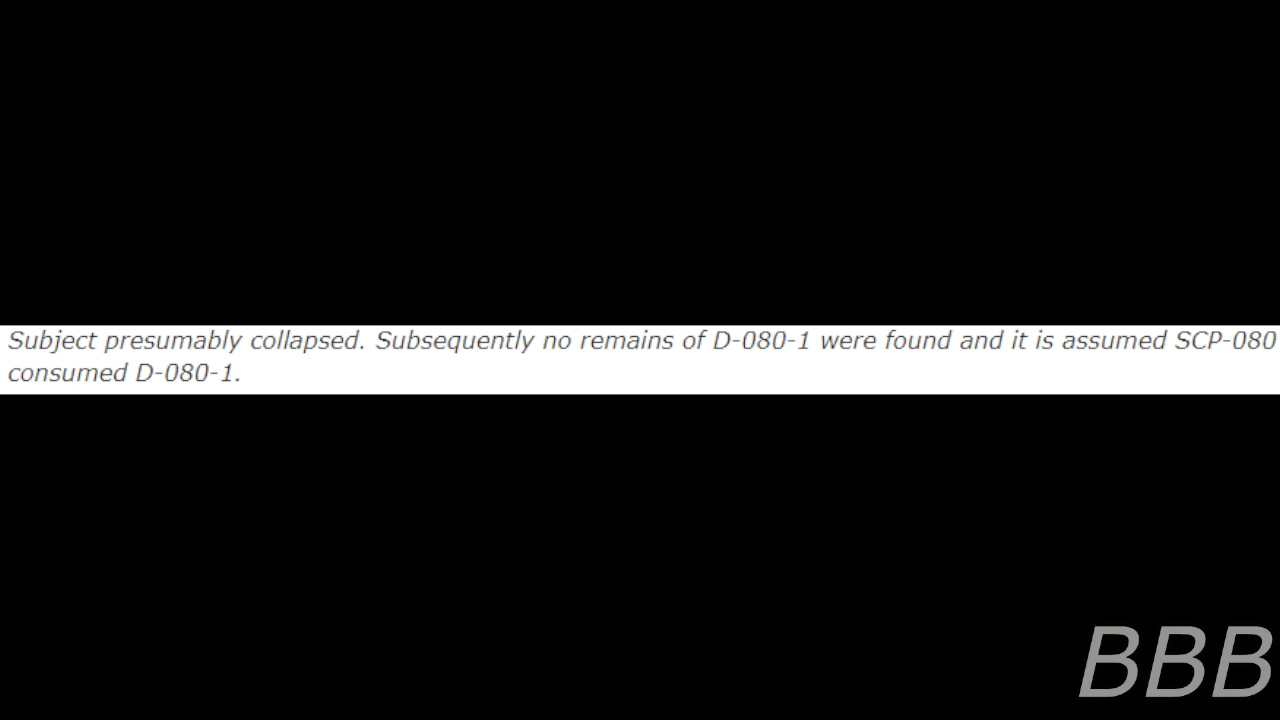 Subject presumably collapsed. Subsequently no remains of D-080-1 were found and it is assumed SCP-080
consumed D-080-1.
BBB